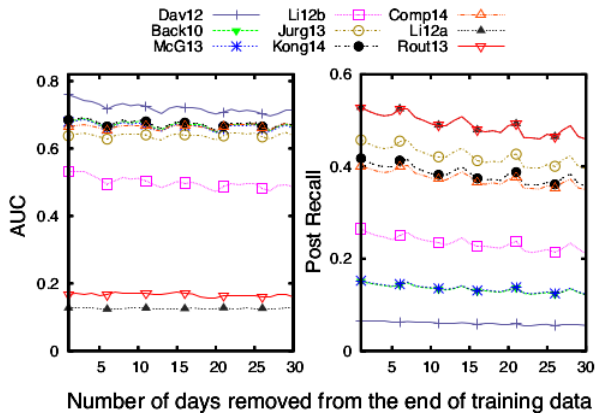 Dav12 Li12b Comp14
Back10 Jurg13 Li12a
McG13 Kong14 Rout13
0.8
0.6
0.4
0.2
0
5 10 15 20 25 30
AUC
0.6
0.4
0.2
0
5 10 15 20 25 30
Post Recall
Number of days removed from the end of training data